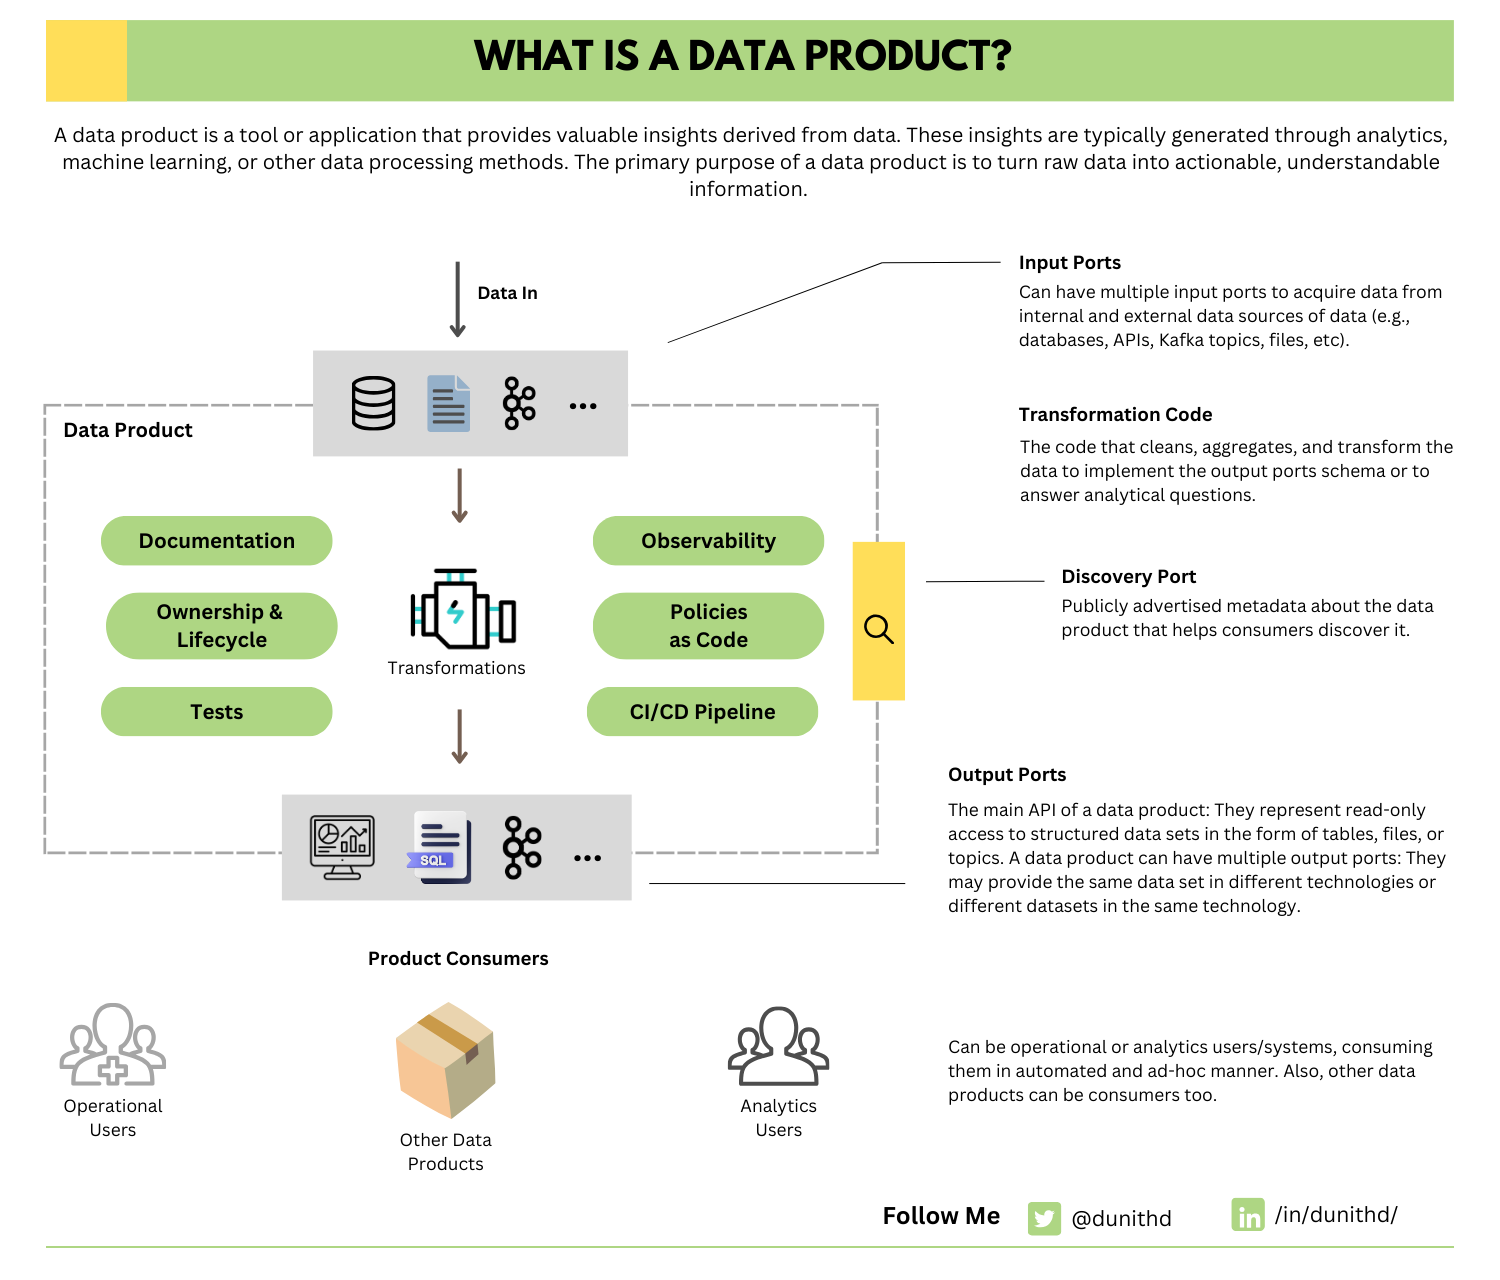 WHAT IS A DATA PRODUCT?
A data product is a tool or application that provides valuable insights derived from data. These insights are typically generated through analytics,
machine learning, or other data processing methods. The primary purpose of a data product is to turn raw data into actionable, understandable
information.
Data In
Input Ports
Can have multiple input ports to acquire data from
internal and external data sources of data (e.g.,
databases, APIs, Kafka topics, files, etc).
Data Product
Transformation Code
The code that cleans, aggregates, and transform the
data to implement the output ports schema or to
answer analytical questions.
Documentation
Ownership &
Lifecycle
Tests
Transformations
Observability
Policies
as Code
CI/CD Pipeline
Discovery Port
Publicly advertised metadata about the data
product that helps consumers discover it.
SQL
Output Ports
The main API of a data product: They represent read-only
access to structured data sets in the form of tables, files, or
topics. A data product can have multiple output ports: They
may provide the same data set in different technologies or
different datasets in the same technology.
Product Consumers
Operational
Users
Other Data
Products
Analytics
Users
Can be operational or analytics users/systems, consuming
them in automated and ad-hoc manner. Also, other data
products can be consumers too.
Follow Me
@dunithd
in
/in/dunithd/